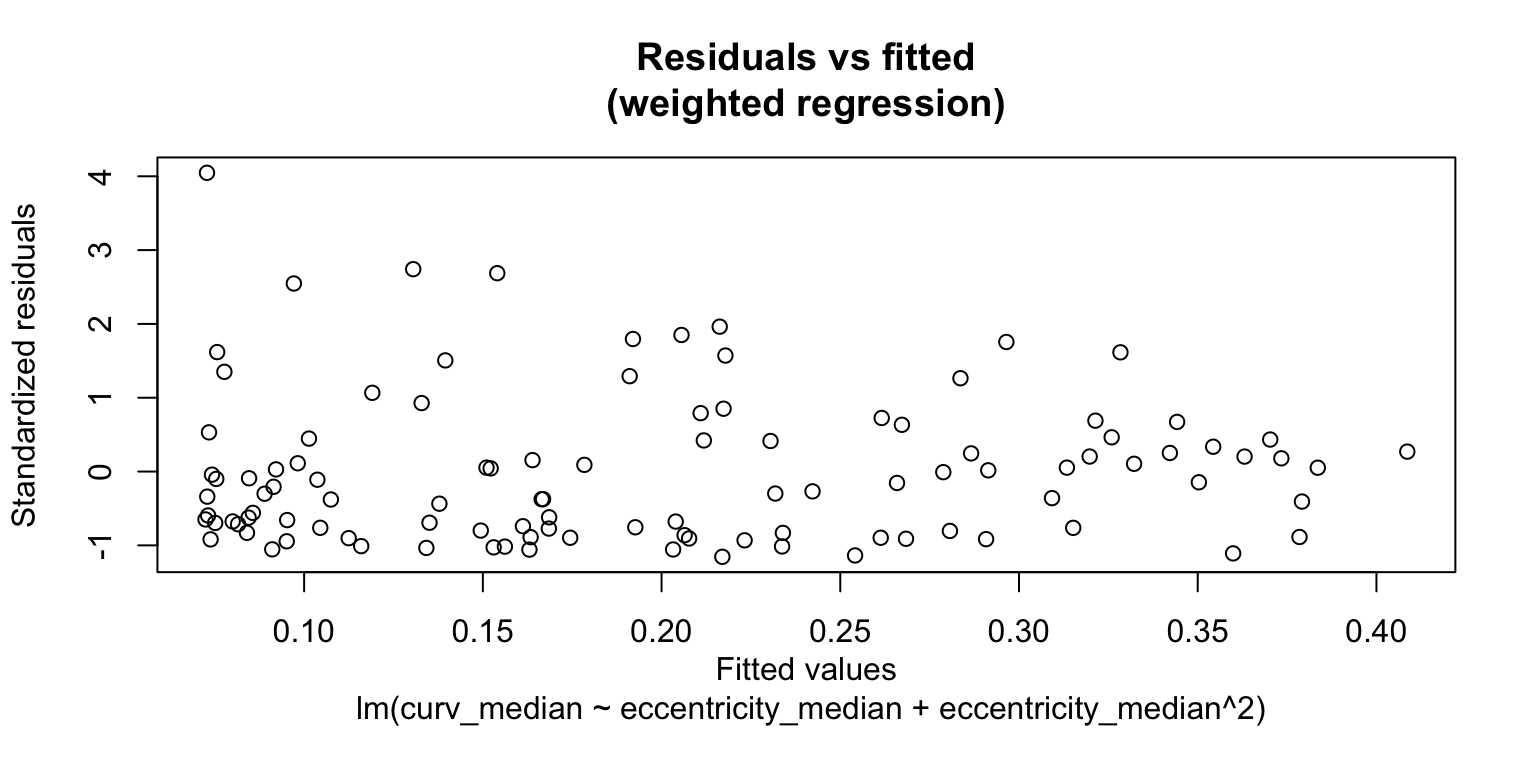 Residuals vs fitted
(weighted regression)
Standardized residuals
4
3
2
1
0
-1
0.10 0.15 0.20 0.25 0.30 0.35 0.40
Fitted values
lm(curv_median ~ eccentricity_median + eccentricity_median^2)